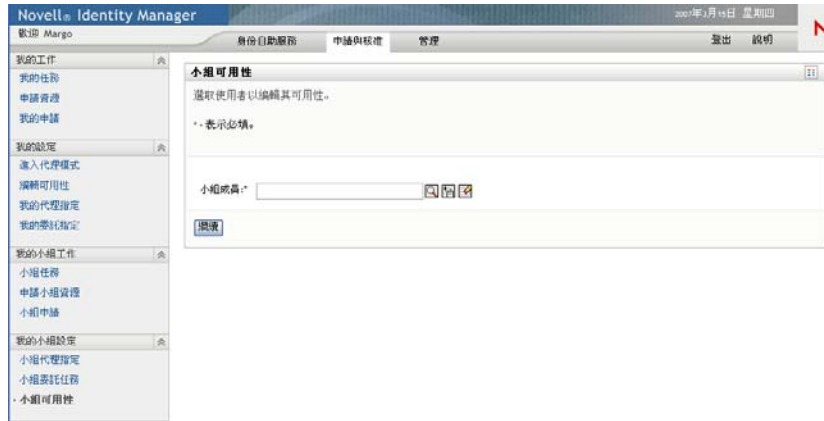 Novell® Identity Manager
2007年3月15日 星期四
歡迎 Margo
身份自助服務 申請與核准 管理 登出 說明
我的工作
我的任務
申請資源
我的申請
我的設定
進入代理模式
編輯可用性
我的代理指定
我的委託指定
我的小組工作
小組任務
申請小組資源
小組申請
我的小組設定
小組代理指定
小組委託任務
小組可用性
小組可用性
選取使用者以編輯其可用性。
* - 表示必填。
小組成員:*
繼續